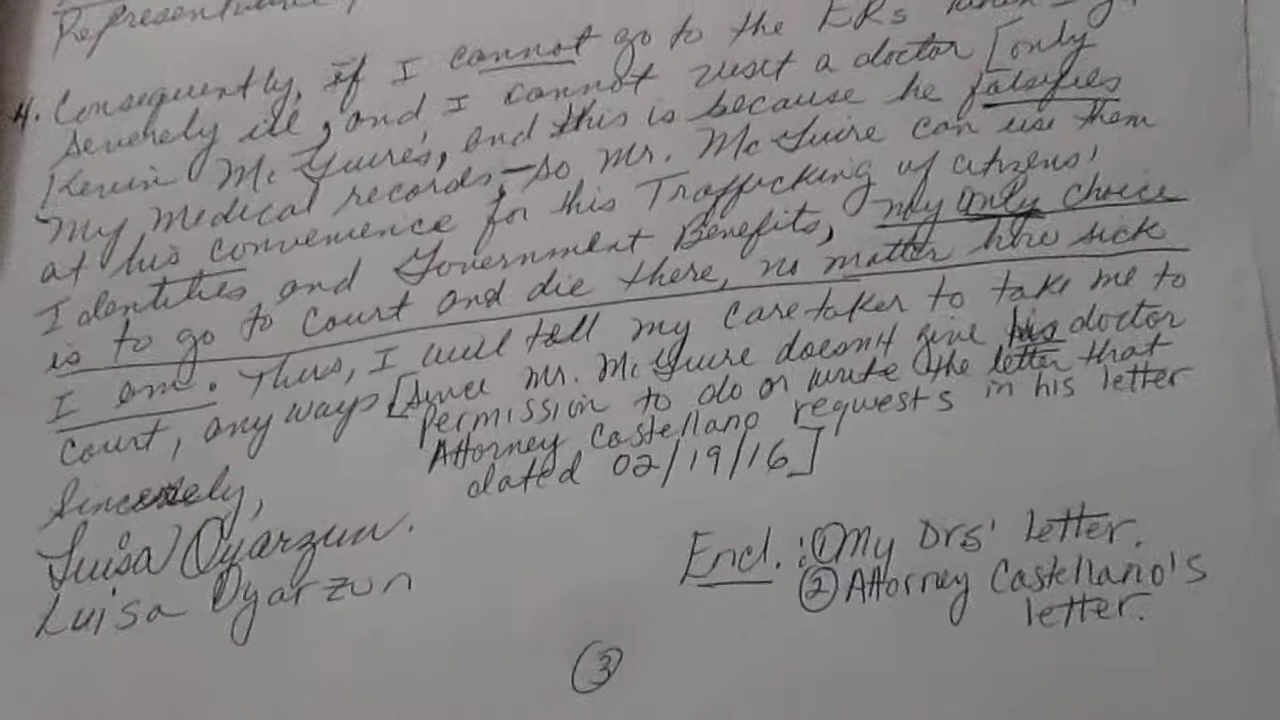 Representative,
4. Consequently, if I cannot go to the ERs when
severely ill, and I cannot visit a doctor [only
Kevin McGuire's, and this is because he falsifies
my medical records, so Mr. McGuire can use them
at his convenience for this Traffucking of citizens'
Identities and Government Benefits, my only choice
is to go to court and die there, no matter how sick
I am. Thus, I will tell my caretaker to take me to
court, any ways [since Mr. McGuire doesn't give his doctor
permission to do or write the letter that
Attorney Castellano requests in his letter
dated 02/19/16]
Sincerely,
Luisa Oyarzun.
Luisa Oyarzun
Encl.: ① My Drs' letter.
② Attorney Castellano's
letter.
③